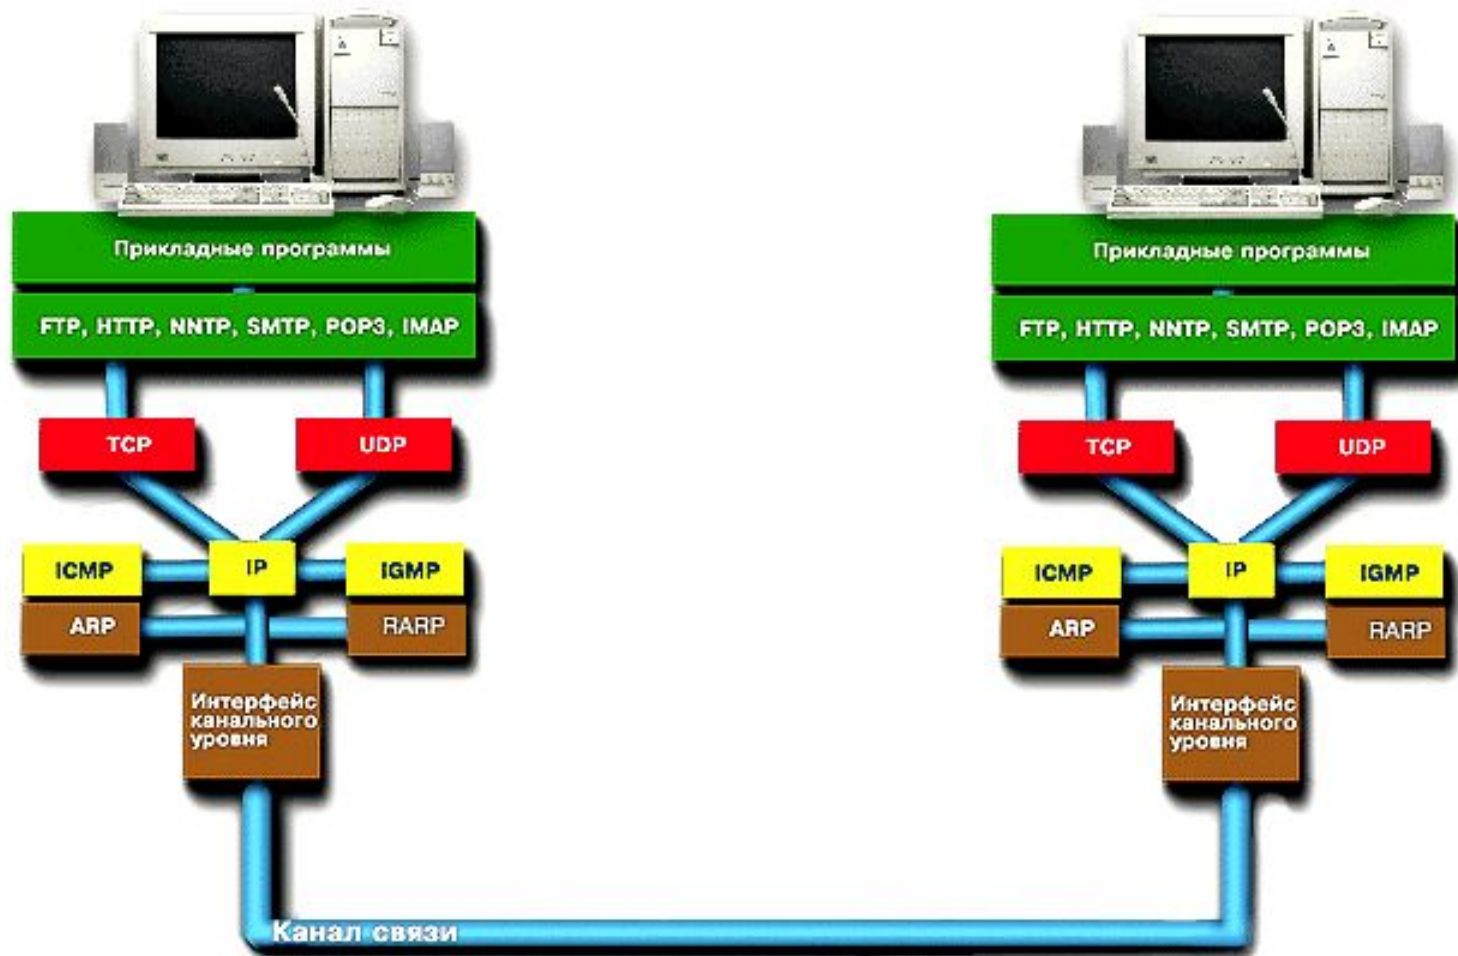 Прикладные программы
FTP, HTTP, NNTP, SMTP, POP3, IMAP
TCP
UDP
ICMP
IP
IGMP
ARP
RARP
Интерфейс
канального
уровня
Прикладные программы
FTP, HTTP, NNTP, SMTP, POP3, IMAP
TCP
UDP
ICMP
IP
IGMP
ARP
RARP
Интерфейс
канального
уровня
Канал связи